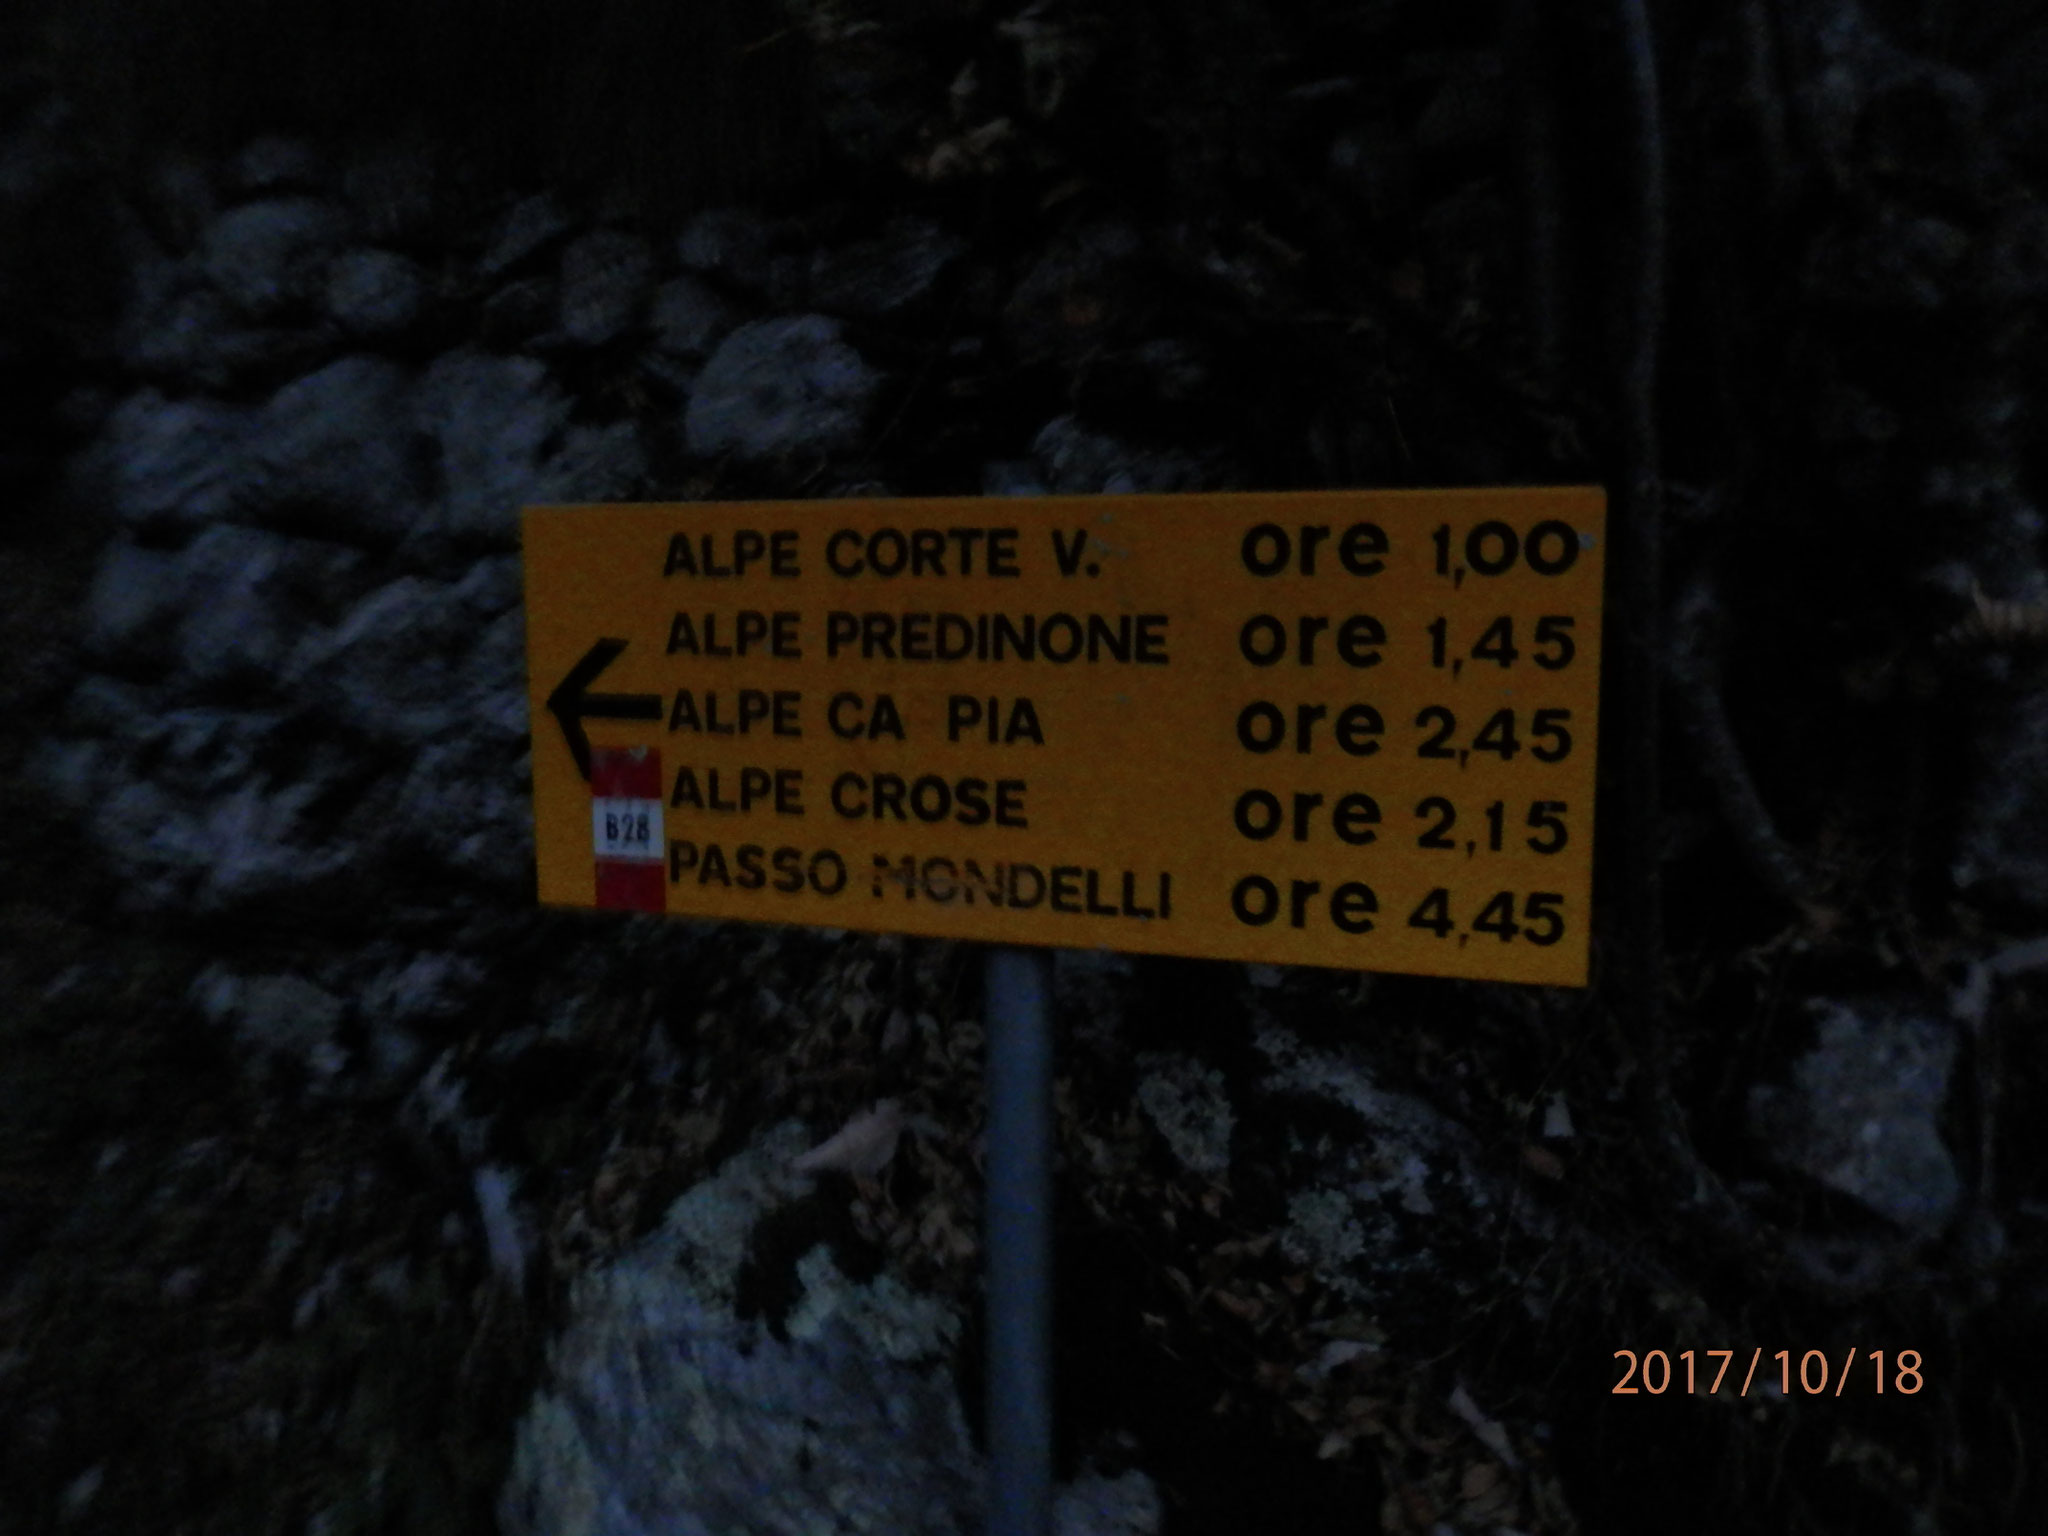 ALPE CORTE V. ore 1,00
ALPE PREDINONE ore 1,45
ALPE CA PIA ore 2,45
ALPE CROSE ore 2,15
PASSO MONDELLI ore 4,45
B28
2017/10/18